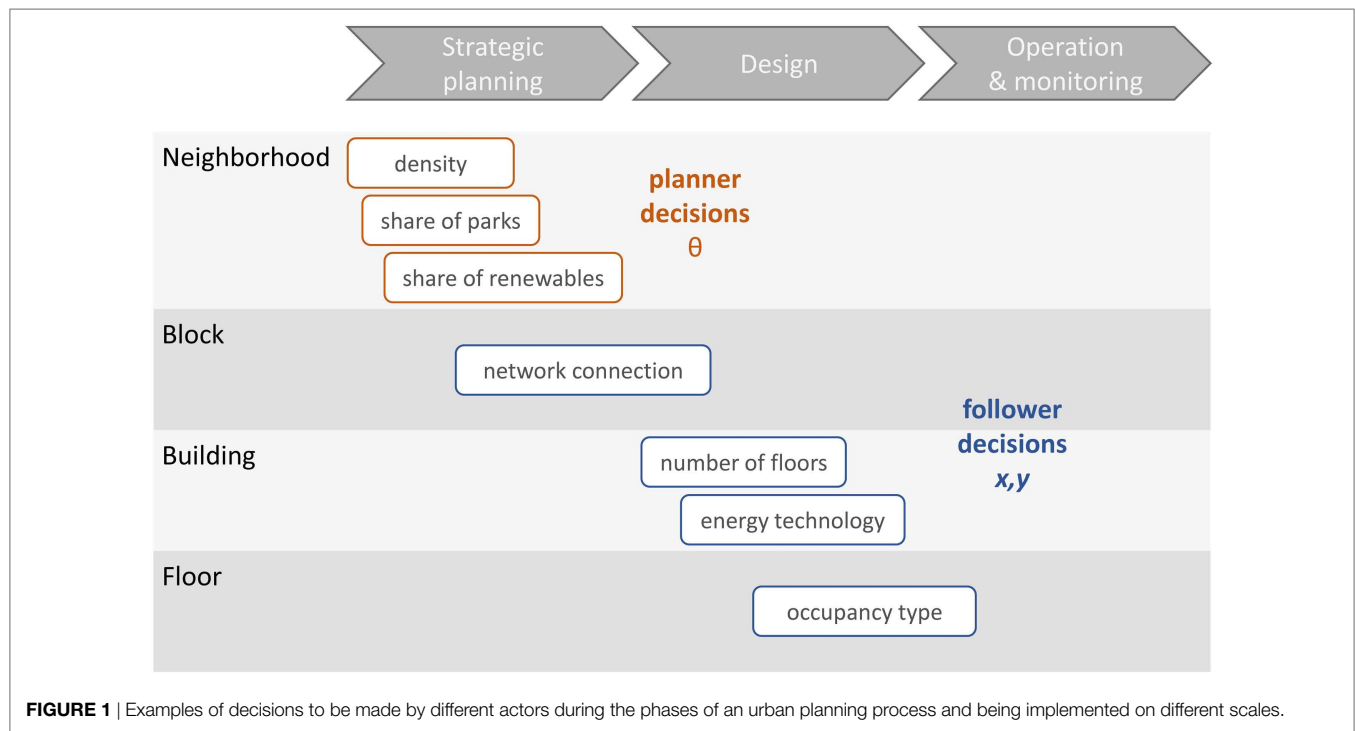 Strategic
planning
Design
Operation
& monitoring
Neighborhood
density
share of parks
share of renewables
planner
decisions
θ
Block
network connection
follower
decisions
x,y
Building
number of floors
energy technology
Floor
occupancy type
FIGURE 1 | Examples of decisions to be made by different actors during the phases of an urban planning process and being implemented on different scales.